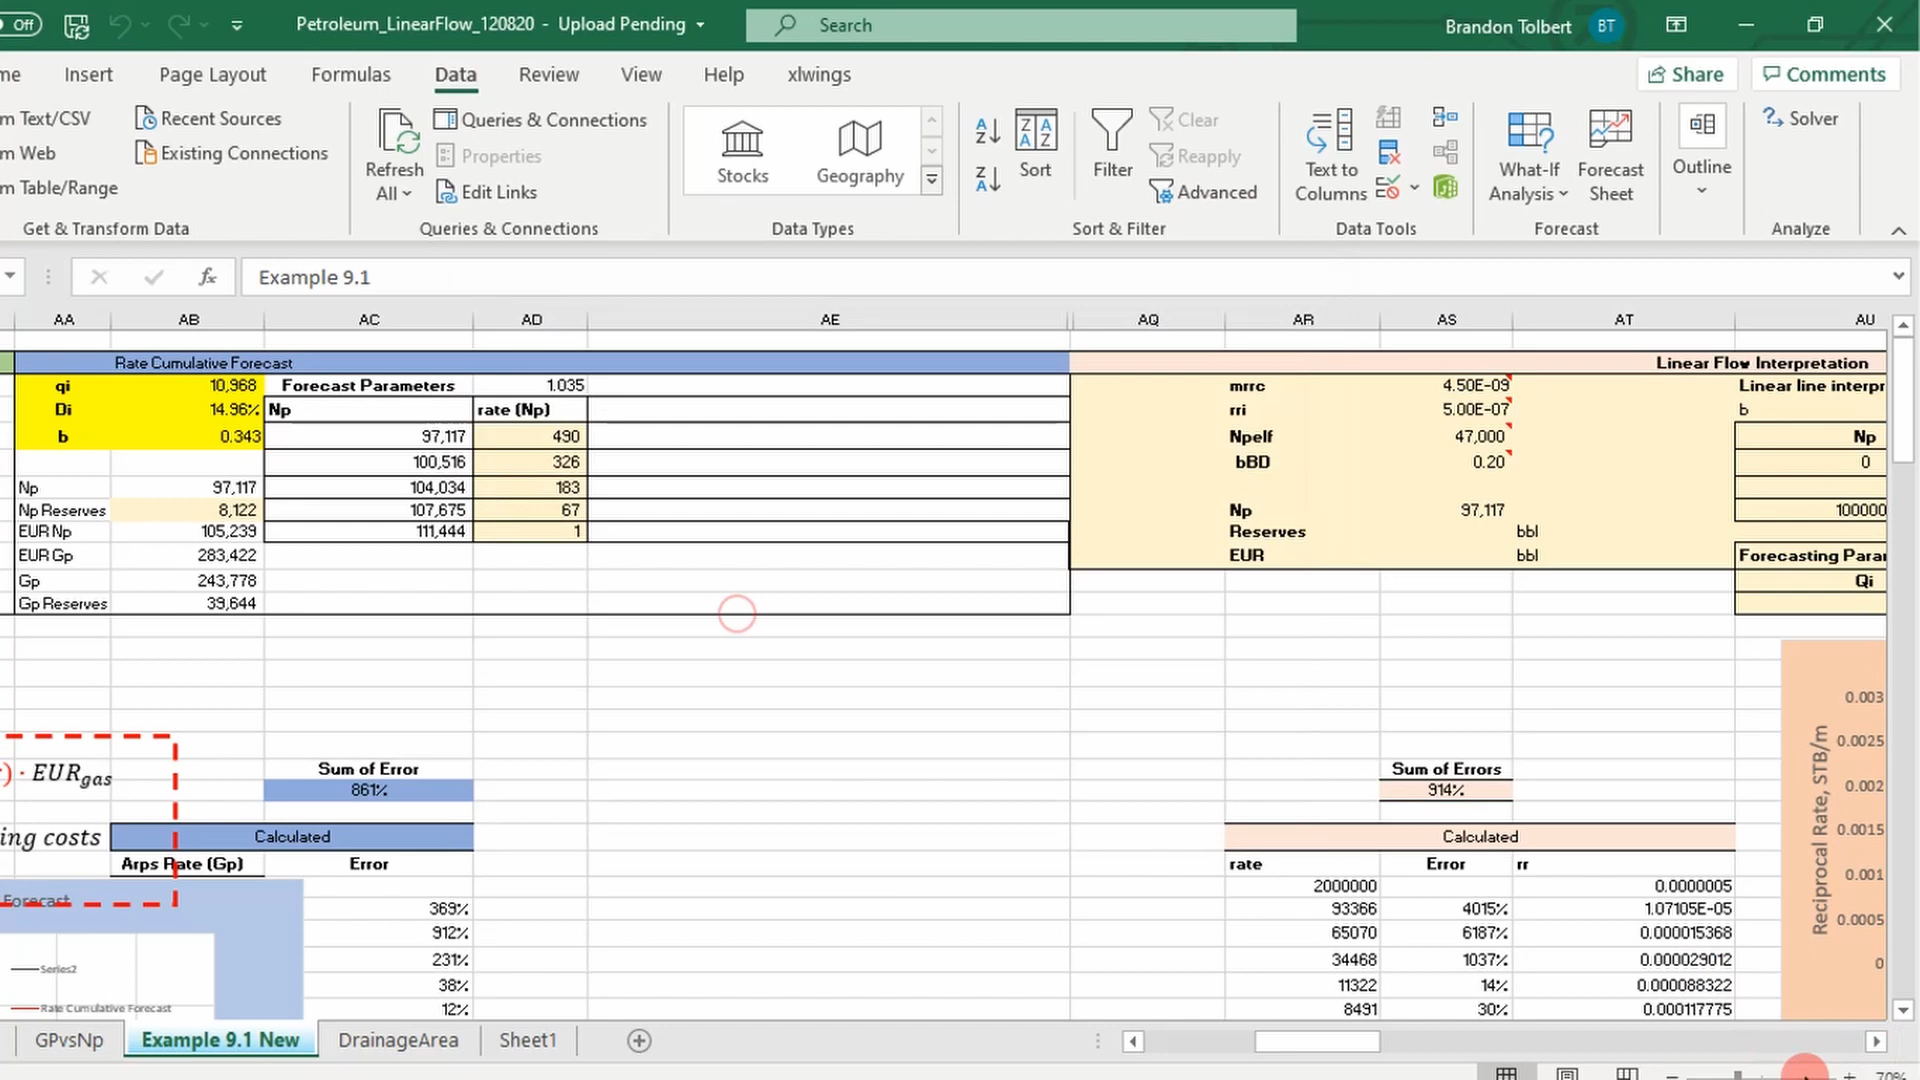 Off Petroleum_LinearFlow_120820 - Upload Pending Search Brandon Tolbert BT
me Insert Page Layout Formulas Data Review View Help xlwings Share Comments
m Text/CSV Recent Sources
m Web Existing Connections
m Table/Range
Get & Transform Data
Refresh All
Queries & Connections
Properties
Edit Links
Queries & Connections
Stocks Geography
Data Types
Sort Filter
Clear
Reapply
Advanced
Sort & Filter
Text to Columns
Data Tools
What-If Analysis Forecast Sheet
Forecast
Outline
Solver
Analyze
fx Example 9.1
AA AB AC AD AE AQ AR AS AT AU
Rate Cumulative Forecast Linear Flow Interpretation
qi 10,968 Forecast Parameters 1.035 mrrc 4.50E-09 Linear line interpr
Di 14.96% Np rate (Np) rri 5.00E-07 b
b 0.343 97,117 490 Npelf 47,000 Np
100,516 326 bBD 0.20 0
Np 97,117 104,034 183
Np Reserves 8,122 107,675 67 Np 97,117 100000
EUR Np 105,239 111,444 1 Reserves bbl
EUR Gp 283,422 EUR bbl Forecasting Parar
Gp 243,778 Qi
Gp Reserves 39,644
0.003
0.0025
0.002
0.0015
0.001
0.0005
0
Reciprocal Rate, STB/m
Sum of Error Sum of Errors
) · EURgas 861% 914%
ing costs Calculated Calculated
Arps Rate (Gp) Error rate Error rr
2000000 0.0000005
Forecast 369% 93366 4015% 1.07105E-05
912% 65070 6187% 0.000015368
Series2 231% 34468 1037% 0.000029012
38% 11322 14% 0.000088322
Rate Cumulative Forecast 12% 8491 30% 0.000117775
GPvsNp Example 9.1 New DrainageArea Sheet1
70%